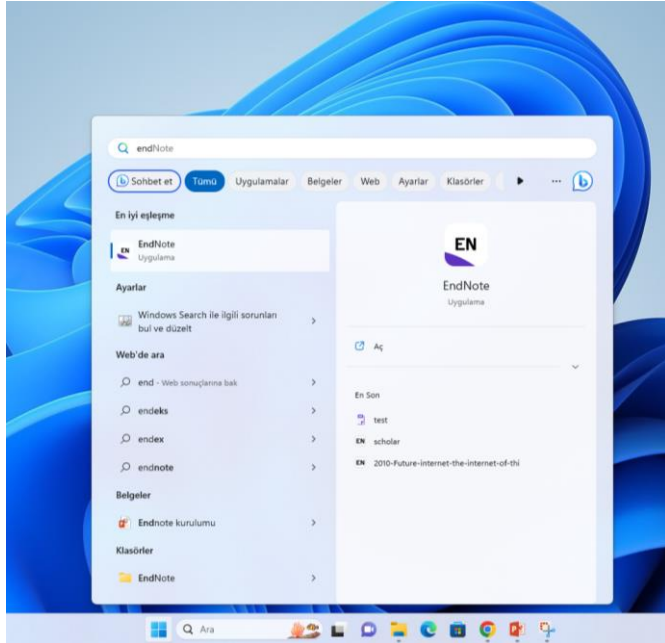 endNote
Sohbet et Tümü Uygulamalar Belgeler Web Ayarlar Klasörler
En iyi eşleşme
EN EndNote
Uygulama
Ayarlar
Windows Search ile ilgili sorunları
bul ve düzelt
Web'de ara
end - Web sonuçlarına bak
endeks
endex
endnote
Belgeler
Endnote kurulumu
Klasörler
EndNote
EN
EndNote
Uygulama
Aç
En Son
test
EN scholer
EN 2010-Future-internet-the-internet-of-thi
Ara